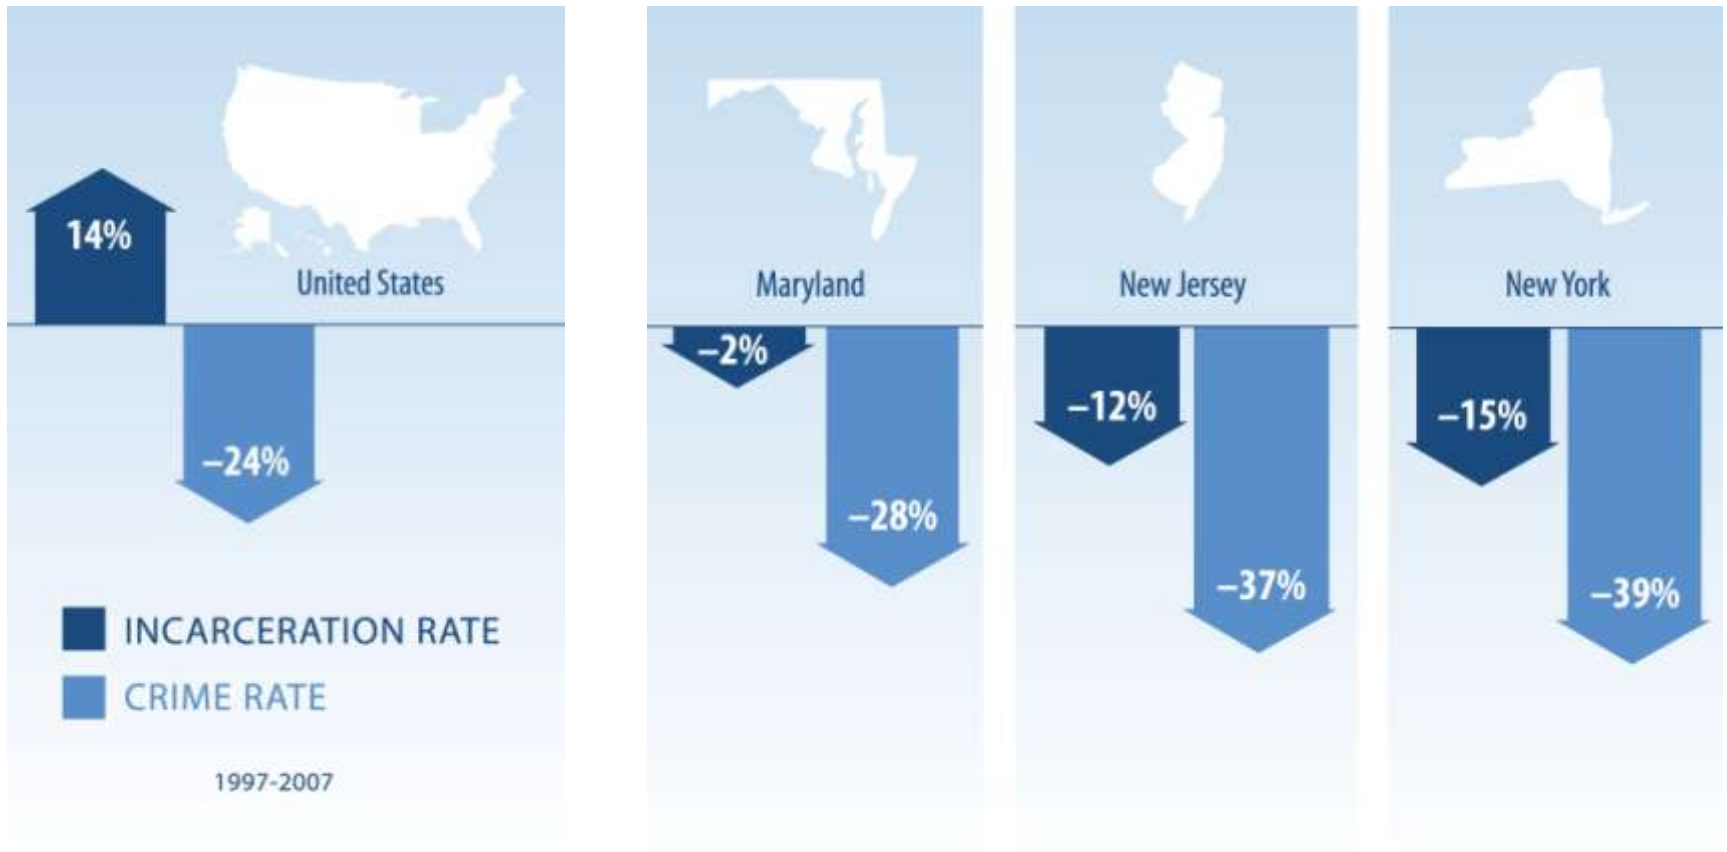 14%
United States
–24%
INCARCERATION RATE
CRIME RATE
1997-2007
Maryland
–2%
–28%
New Jersey
–12%
–37%
New York
–15%
–39%